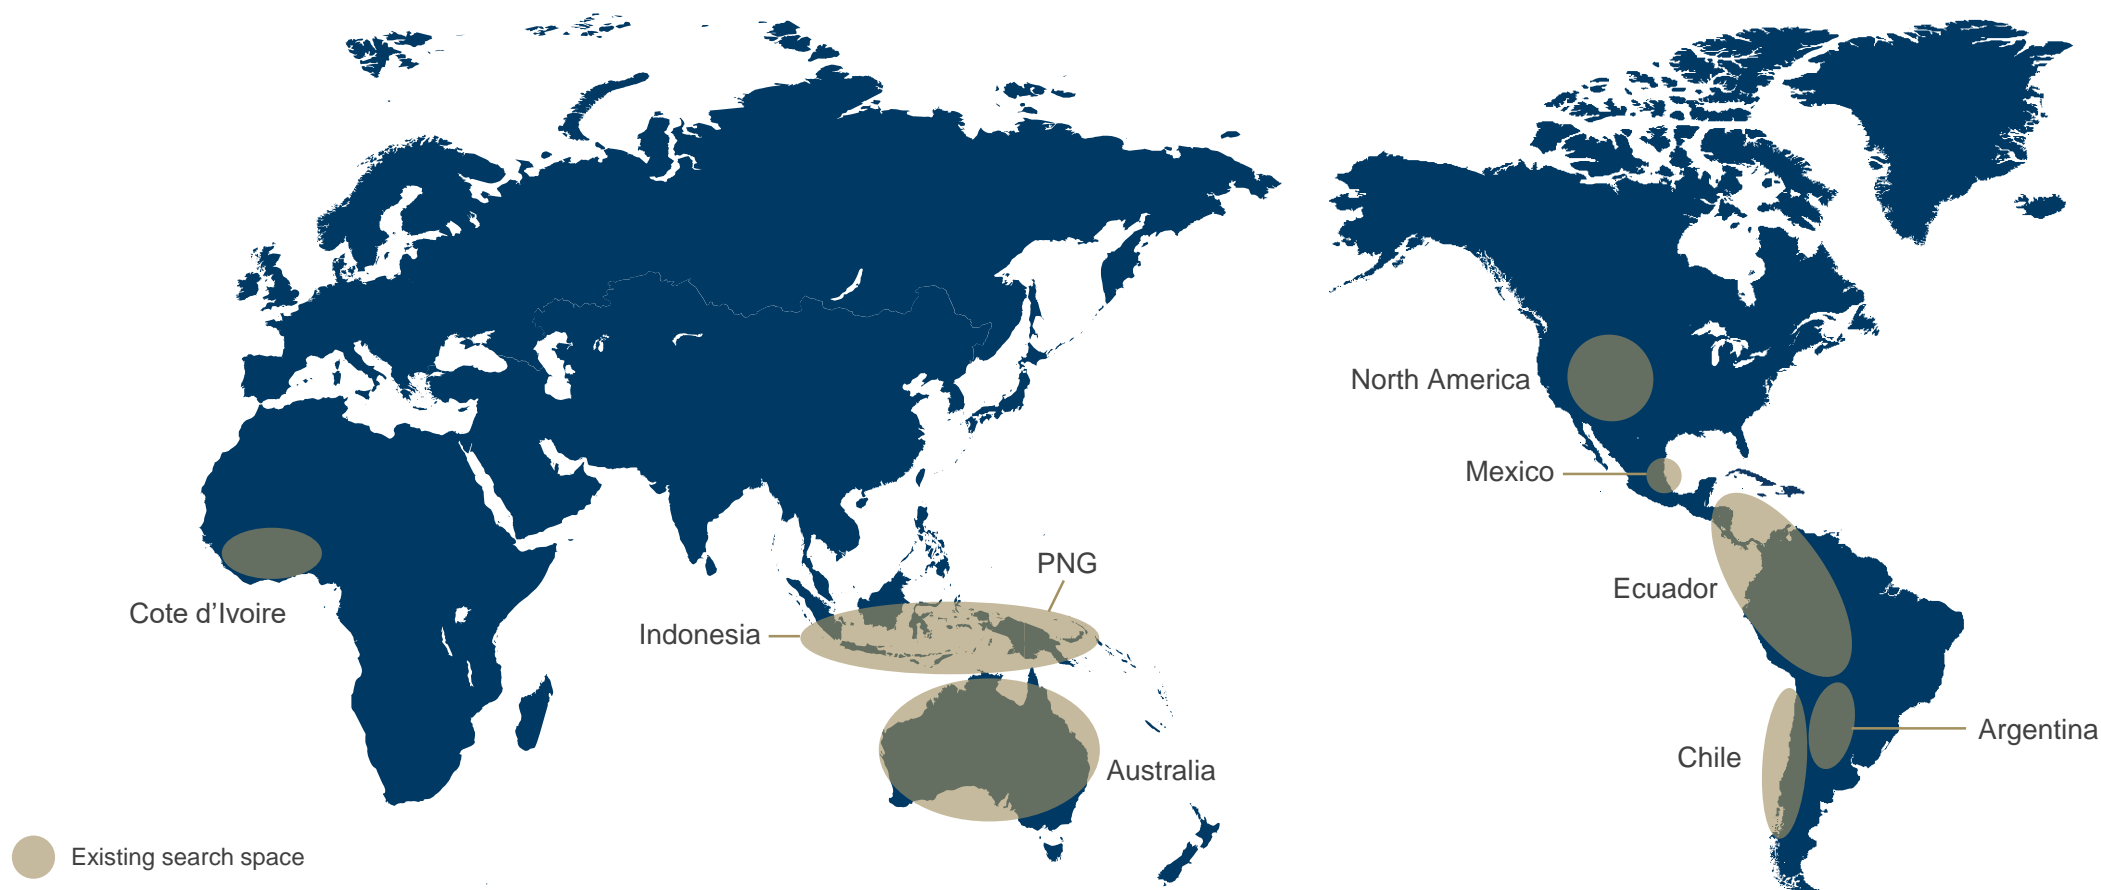 North America
Mexico
PNG
Ecuador
Cote d’Ivoire
Indonesia
Argentina
Chile
Australia
Existing search space